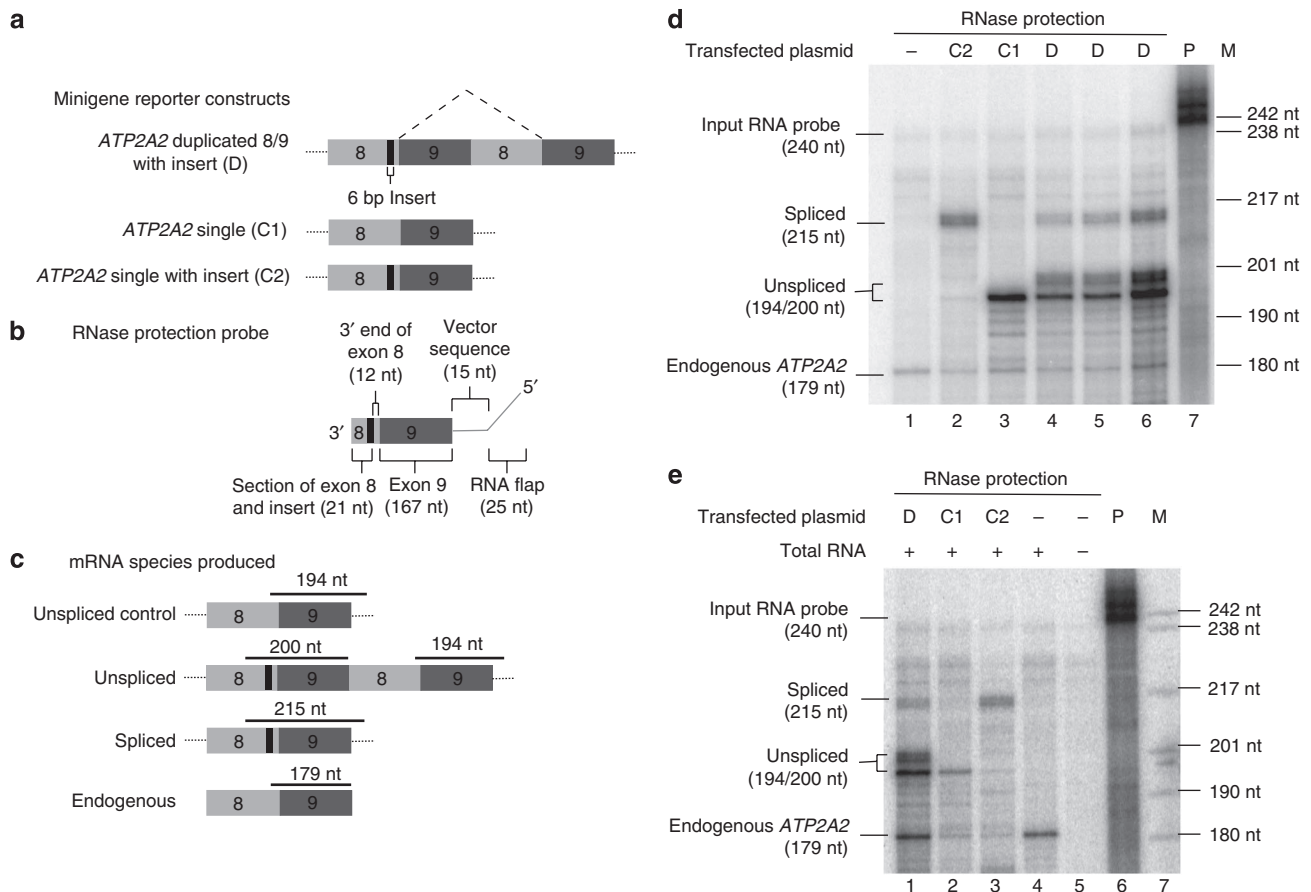 a
Minigene reporter constructs
ATP2A2 duplicated 8/9
with insert (D)
8 9 8 9
6 bp Insert
ATP2A2 single (C1)
8 9
ATP2A2 single with insert (C2)
8 9
b
RNase protection probe
3′ end of
exon 8
(12 nt)
Vector
sequence
(15 nt)
5′
3′
8 9
Section of exon 8
and insert (21 nt)
Exon 9
(167 nt)
RNA flap
(25 nt)
c
mRNA species produced
194 nt
Unspliced control
8 9
200 nt
194 nt
Unspliced
8 9 8 9
215 nt
Spliced
8 9
179 nt
Endogenous
8 9
d
RNase protection
Transfected plasmid – C2 C1 D D D P M
Input RNA probe
(240 nt)
Spliced
(215 nt)
Unspliced
(194/200 nt)
Endogenous ATP2A2
(179 nt)
242 nt
238 nt
217 nt
201 nt
190 nt
180 nt
1 2 3 4 5 6 7
e
RNase protection
Transfected plasmid D C1 C2 – – P M
Total RNA + + + + –
Input RNA probe
(240 nt)
Spliced
(215 nt)
Unspliced
(194/200 nt)
Endogenous ATP2A2
(179 nt)
242 nt
238 nt
217 nt
201 nt
190 nt
180 nt
1 2 3 4 5 6 7